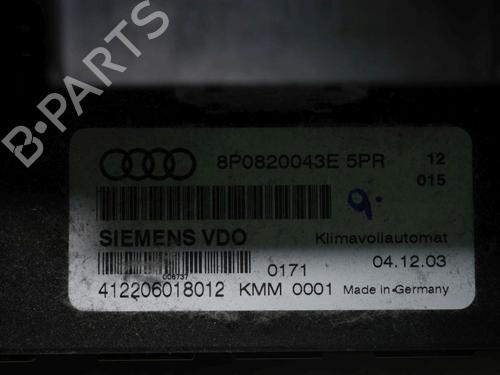 8P0820043E 5PR 12
015
9.
SIEMENS VDO Klimavollautomat
006737 0171 04.12.03
412206018012 KMM 0001 Made in Germany
B-PARTS